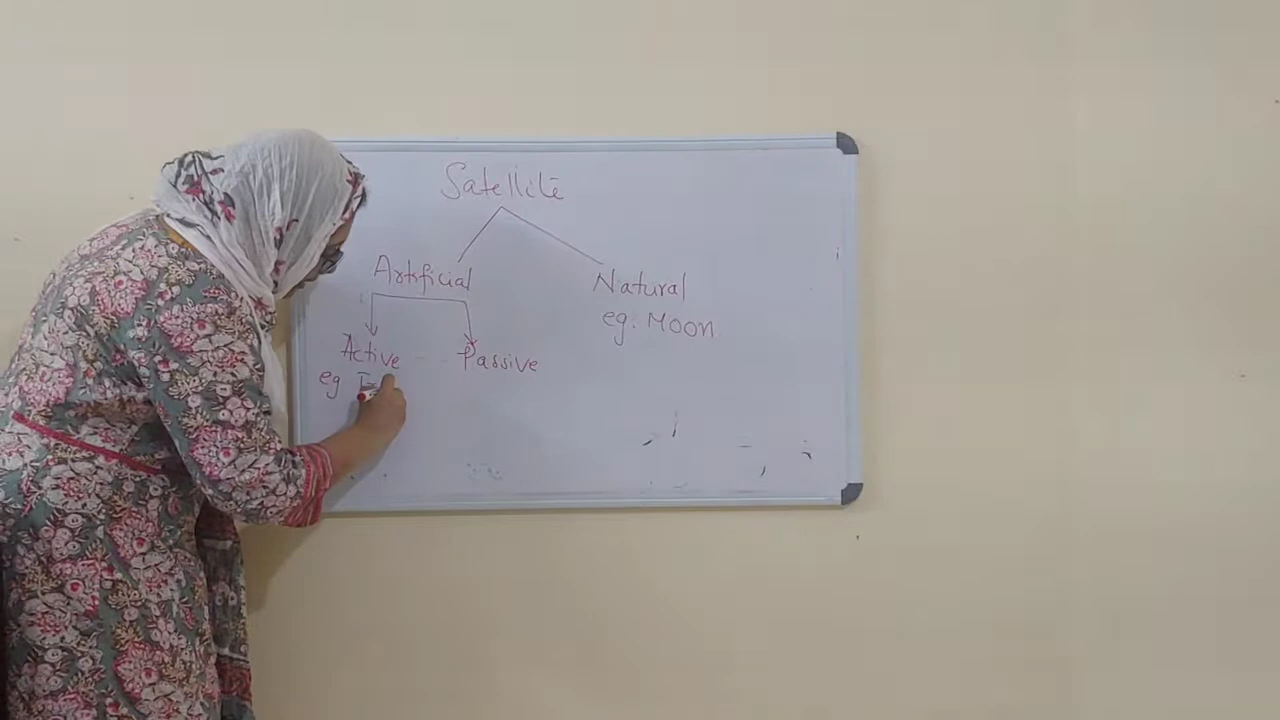 Satellite
Artificial
Natural
eg. Moon
Active
Passive
eg